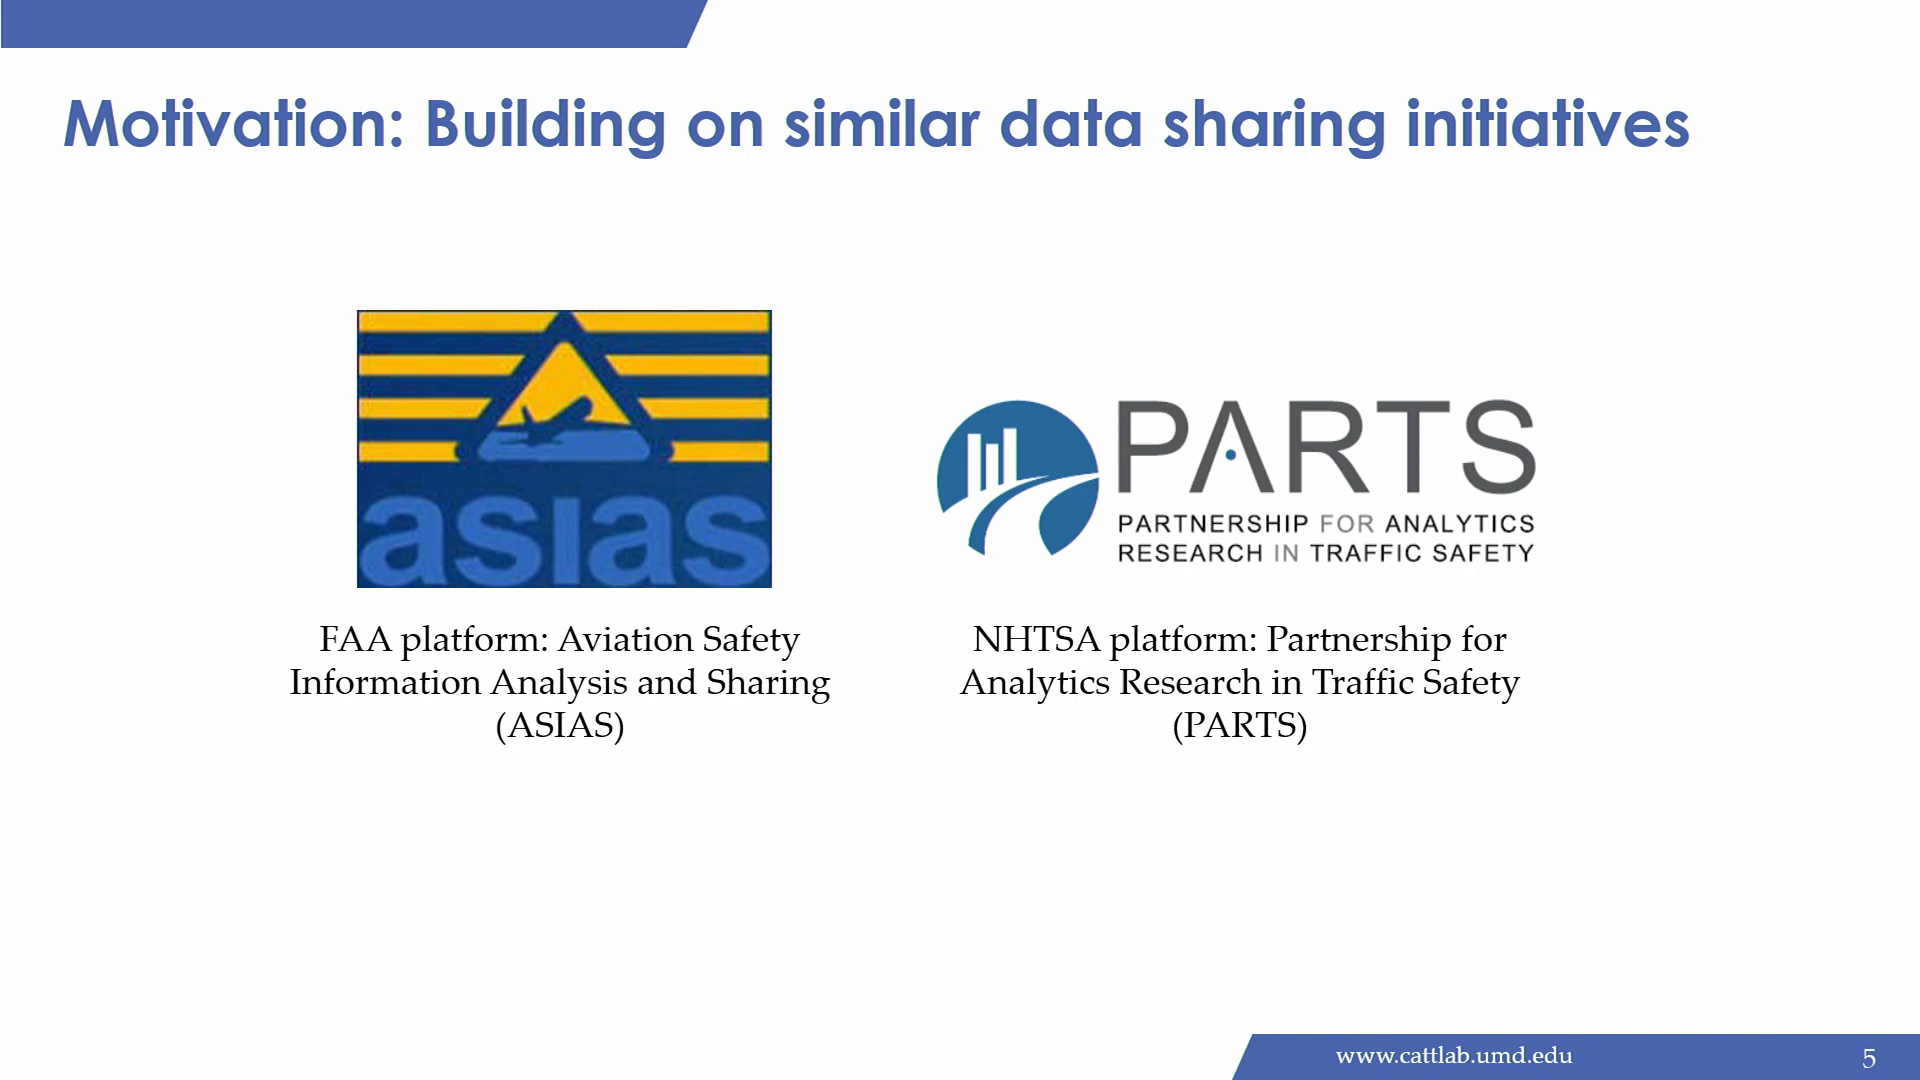 Motivation: Building on similar data sharing initiatives
asias
PARTS
PARTNERSHIP FOR ANALYTICS
RESEARCH IN TRAFFIC SAFETY
FAA platform: Aviation Safety
Information Analysis and Sharing
(ASIAS)
NHTSA platform: Partnership for
Analytics Research in Traffic Safety
(PARTS)
www.cattlab.umd.edu
5